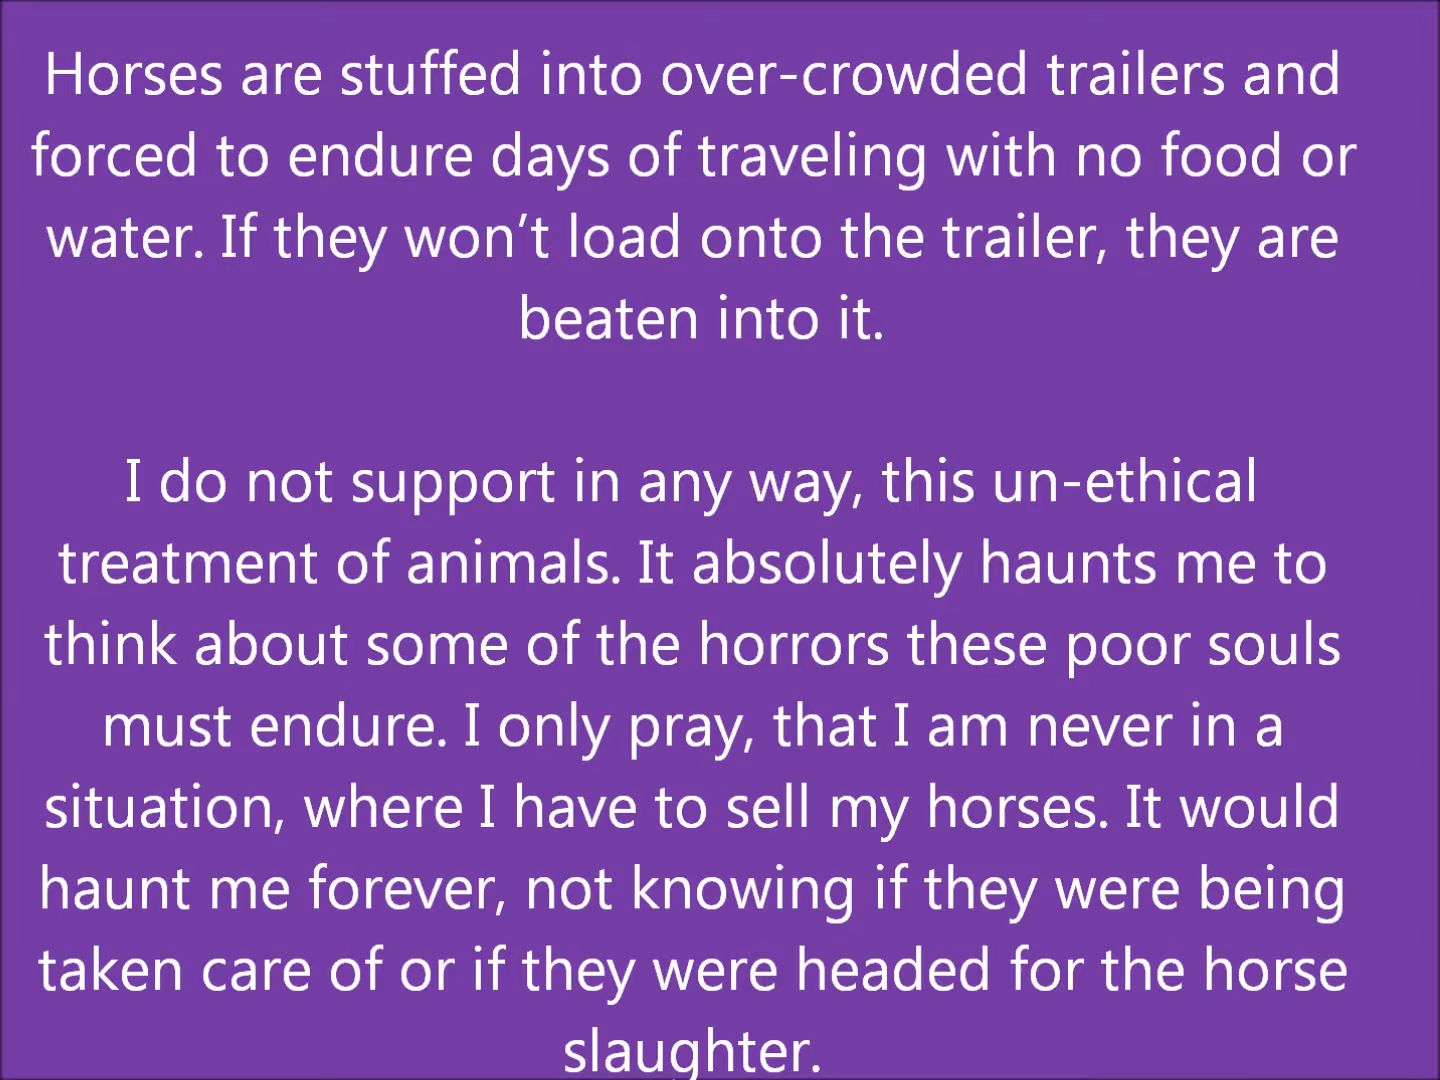 Horses are stuffed into over-crowded trailers and
forced to endure days of traveling with no food or
water. If they won’t load onto the trailer, they are
beaten into it.
I do not support in any way, this un-ethical
treatment of animals. It absolutely haunts me to
think about some of the horrors these poor souls
must endure. I only pray, that I am never in a
situation, where I have to sell my horses. It would
haunt me forever, not knowing if they were being
taken care of or if they were headed for the horse
slaughter.